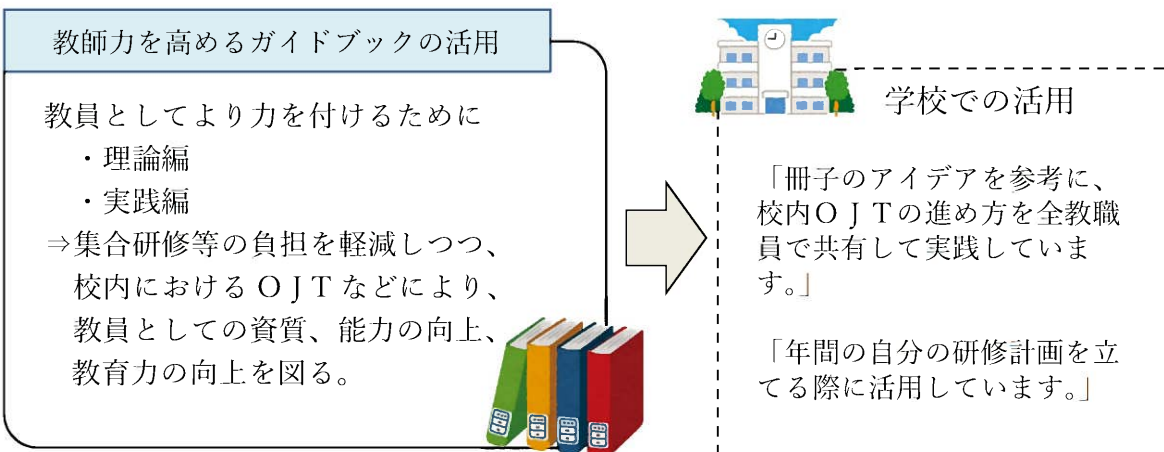 教師力を高めるガイドブックの活用
教員としてより力を付けるために
・理論編
・実践編
⇒集合研修等の負担を軽減しつつ、
校内におけるＯＪＴなどにより、
教員としての資質、能力の向上、
教育力の向上を図る。
学校での活用
「冊子のアイデアを参考に、
校内ＯＪＴの進め方を全教職
員で共有して実践していま
す。」
「年間の自分の研修計画を立
てる際に活用しています。」